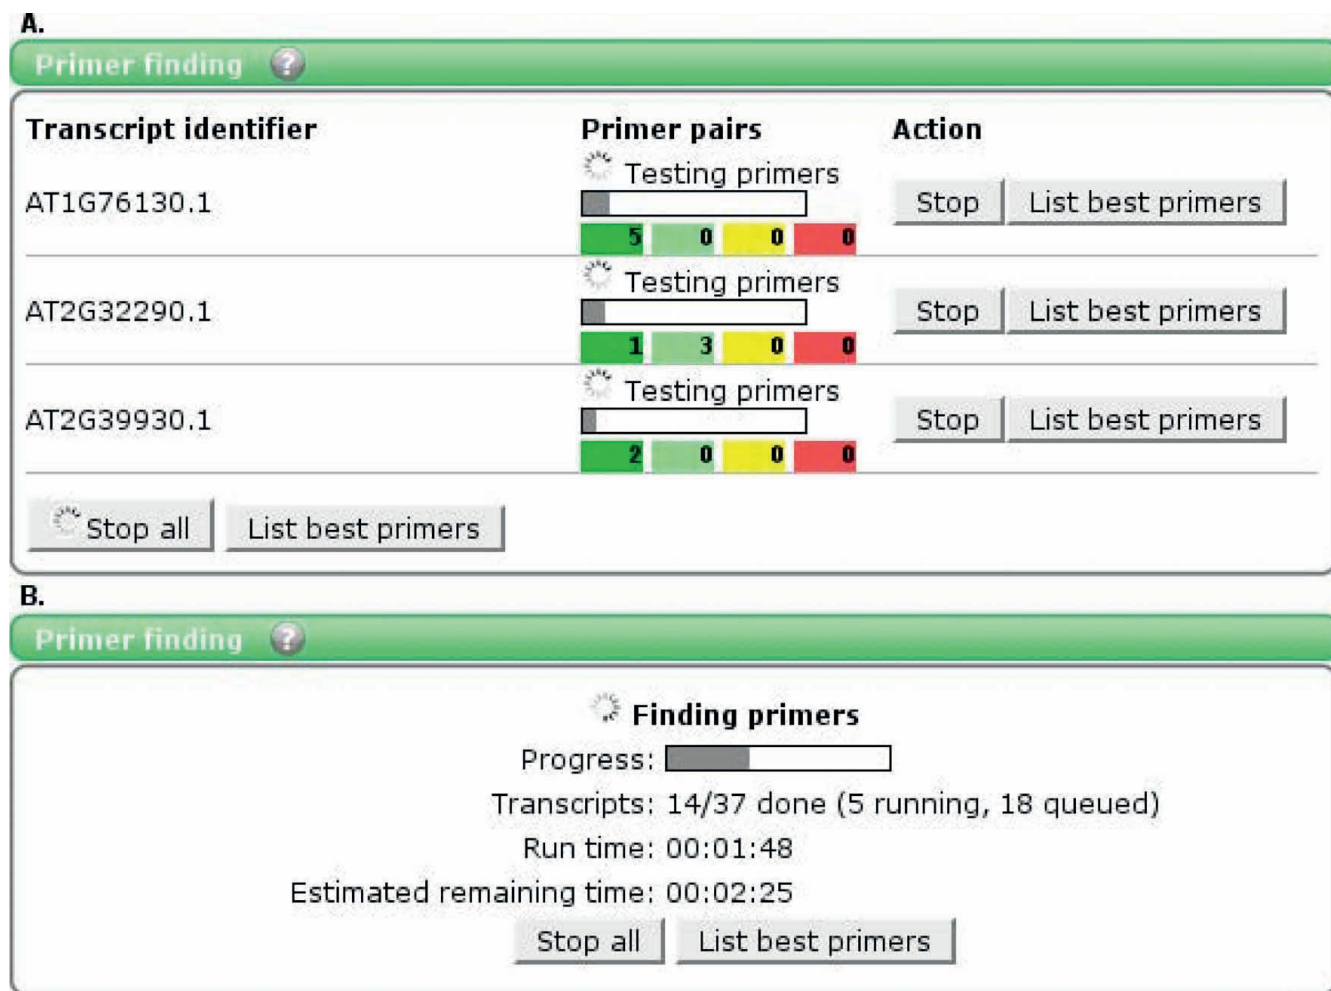 A.
Primer finding ?
Transcript identifier Primer pairs Action
Testing primers
AT1G76130.1 Stop List best primers
5 0 0 0
Testing primers
AT2G32290.1 Stop List best primers
1 3 0 0
Testing primers
AT2G39930.1 Stop List best primers
2 0 0 0
Stop all List best primers
B.
Primer finding ?
Finding primers
Progress:
Transcripts: 14/37 done (5 running, 18 queued)
Run time: 00:01:48
Estimated remaining time: 00:02:25
Stop all List best primers